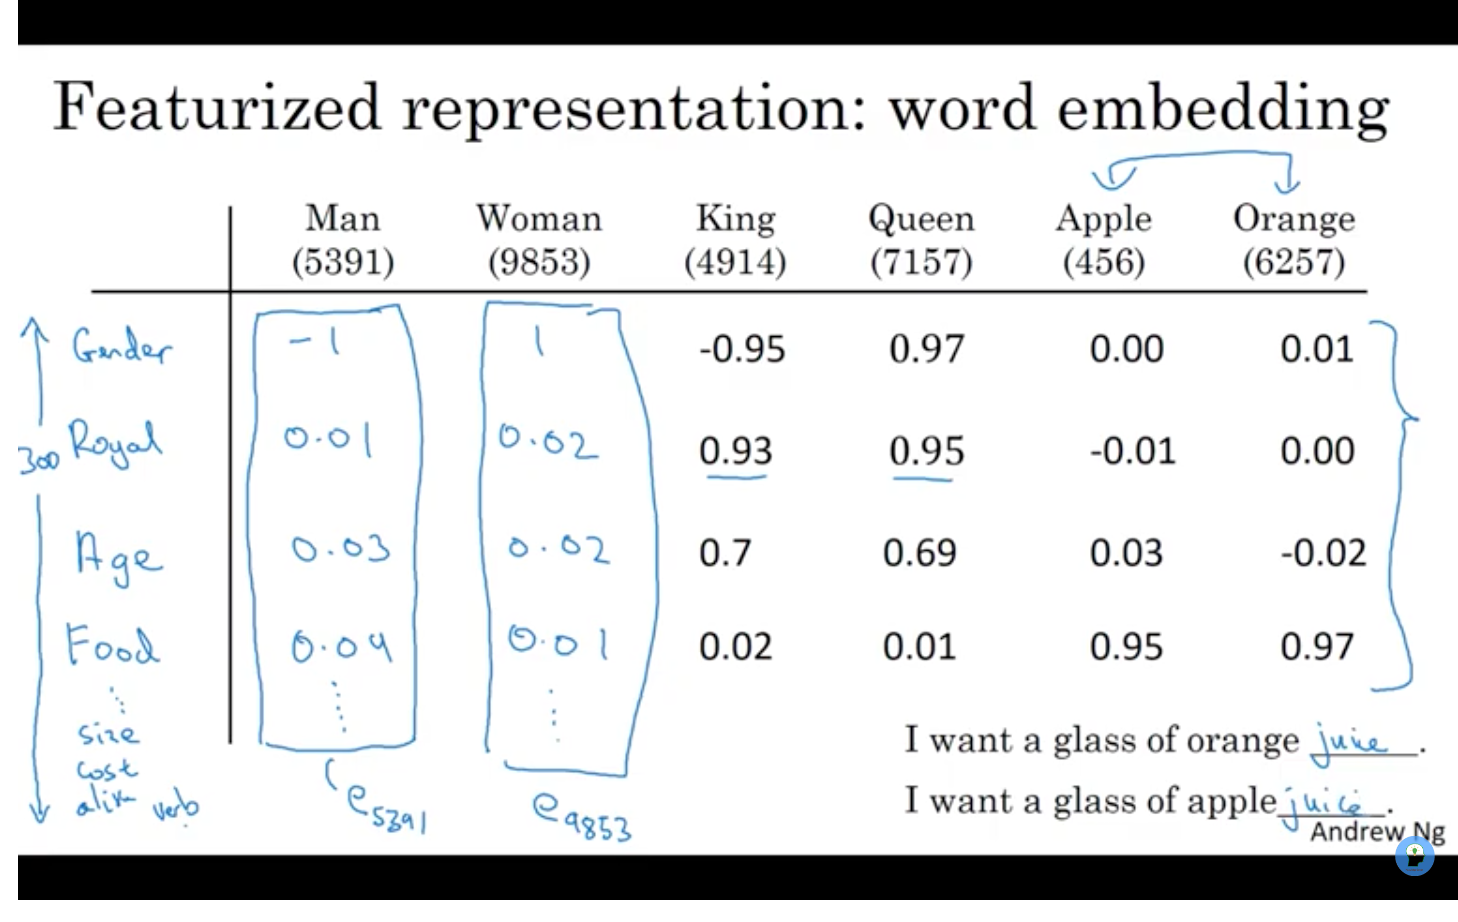 Featurized representation: word embedding
Man Woman King Queen Apple Orange
(5391) (9853) (4914) (7157) (456) (6257)
Gender -1 1 -0.95 0.97 0.00 0.01
300 Royal 0.01 0.02 0.93 0.95 -0.01 0.00
Age 0.03 0.02 0.7 0.69 0.03 -0.02
Food 0.04 0.01 0.02 0.01 0.95 0.97
size
cost
alive verb
e5391 e9853
I want a glass of orange juice.
I want a glass of apple juice.
Andrew Ng